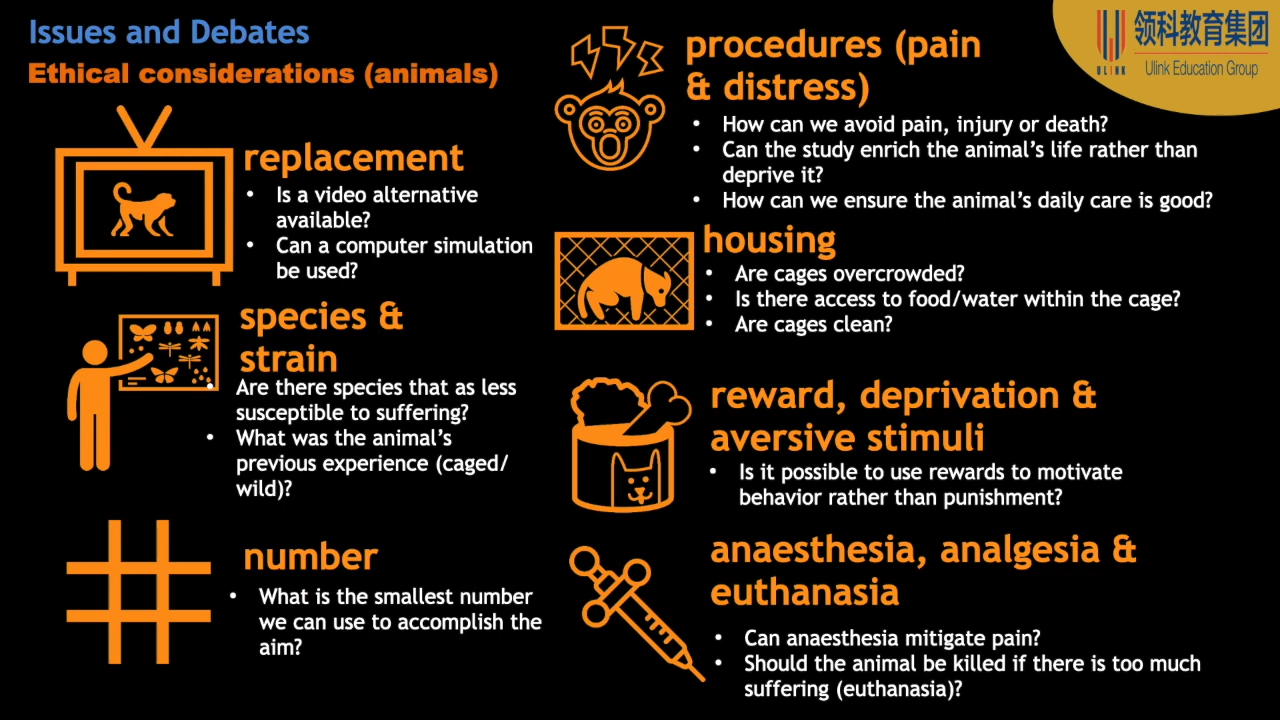 Issues and Debates
Ethical considerations (animals)
replacement
• Is a video alternative
available?
• Can a computer simulation
be used?
species &
strain
• Are there species that as less
susceptible to suffering?
• What was the animal's
previous experience (caged/
wild)?
number
• What is the smallest number
we can use to accomplish the
aim?
procedures (pain
& distress)
• How can we avoid pain, injury or death?
• Can the study enrich the animal's life rather than
deprive it?
• How can we ensure the animal's daily care is good?
housing
• Are cages overcrowded?
• Is there access to food/water within the cage?
• Are cages clean?
reward, deprivation &
aversive stimuli
• Is it possible to use rewards to motivate
behavior rather than punishment?
anaesthesia, analgesia &
euthanasia
• Can anaesthesia mitigate pain?
• Should the animal be killed if there is too much
suffering (euthanasia)?
ULINK
领科教育集团
Ulink Education Group